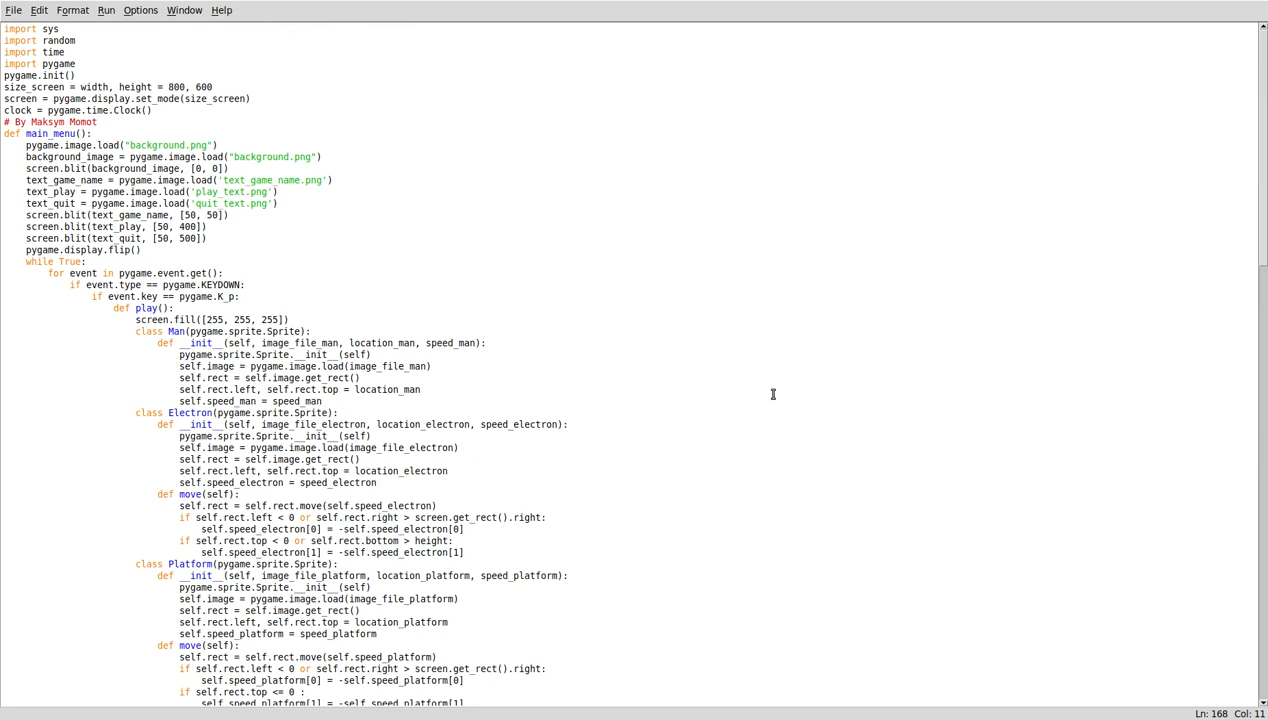 File Edit Format Run Options Window Help
import sys
import random
import time
import pygame
pygame.init()
size_screen = width, height = 800, 600
screen = pygame.display.set_mode(size_screen)
clock = pygame.time.Clock()
# By Maksym Momot
def main_menu():
    pygame.image.load("background.png")
    background_image = pygame.image.load("background.png")
    screen.blit(background_image, [0, 0])
    text_game_name = pygame.image.load('text_game_name.png')
    text_play = pygame.image.load('play_text.png')
    text_quit = pygame.image.load('quit_text.png')
    screen.blit(text_game_name, [50, 50])
    screen.blit(text_play, [50, 400])
    screen.blit(text_quit, [50, 500])
    pygame.display.flip()
    while True:
        for event in pygame.event.get():
            if event.type == pygame.KEYDOWN:
                if event.key == pygame.K_p:
                    def play():
                        screen.fill([255, 255, 255])
                        class Man(pygame.sprite.Sprite):
                            def __init__(self, image_file_man, location_man, speed_man):
                                pygame.sprite.Sprite.__init__(self)
                                self.image = pygame.image.load(image_file_man)
                                self.rect = self.image.get_rect()
                                self.rect.left, self.rect.top = location_man
                                self.speed_man = speed_man
                        class Electron(pygame.sprite.Sprite):
                            def __init__(self, image_file_electron, location_electron, speed_electron):
                                pygame.sprite.Sprite.__init__(self)
                                self.image = pygame.image.load(image_file_electron)
                                self.rect = self.image.get_rect()
                                self.rect.left, self.rect.top = location_electron
                                self.speed_electron = speed_electron
                            def move(self):
                                self.rect = self.rect.move(self.speed_electron)
                                if self.rect.left < 0 or self.rect.right > screen.get_rect().right:
                                    self.speed_electron[0] = -self.speed_electron[0]
                                if self.rect.top < 0 or self.rect.bottom > height:
                                    self.speed_electron[1] = -self.speed_electron[1]
                        class Platform(pygame.sprite.Sprite):
                            def __init__(self, image_file_platform, location_platform, speed_platform):
                                pygame.sprite.Sprite.__init__(self)
                                self.image = pygame.image.load(image_file_platform)
                                self.rect = self.image.get_rect()
                                self.rect.left, self.rect.top = location_platform
                                self.speed_platform = speed_platform
                            def move(self):
                                self.rect = self.rect.move(self.speed_platform)
                                if self.rect.left < 0 or self.rect.right > screen.get_rect().right:
                                    self.speed_platform[0] = -self.speed_platform[0]
                                if self.rect.top <= 0 :
                                    self.speed_platform[1] = -self.speed_platform[1]
Ln: 168 Col: 11